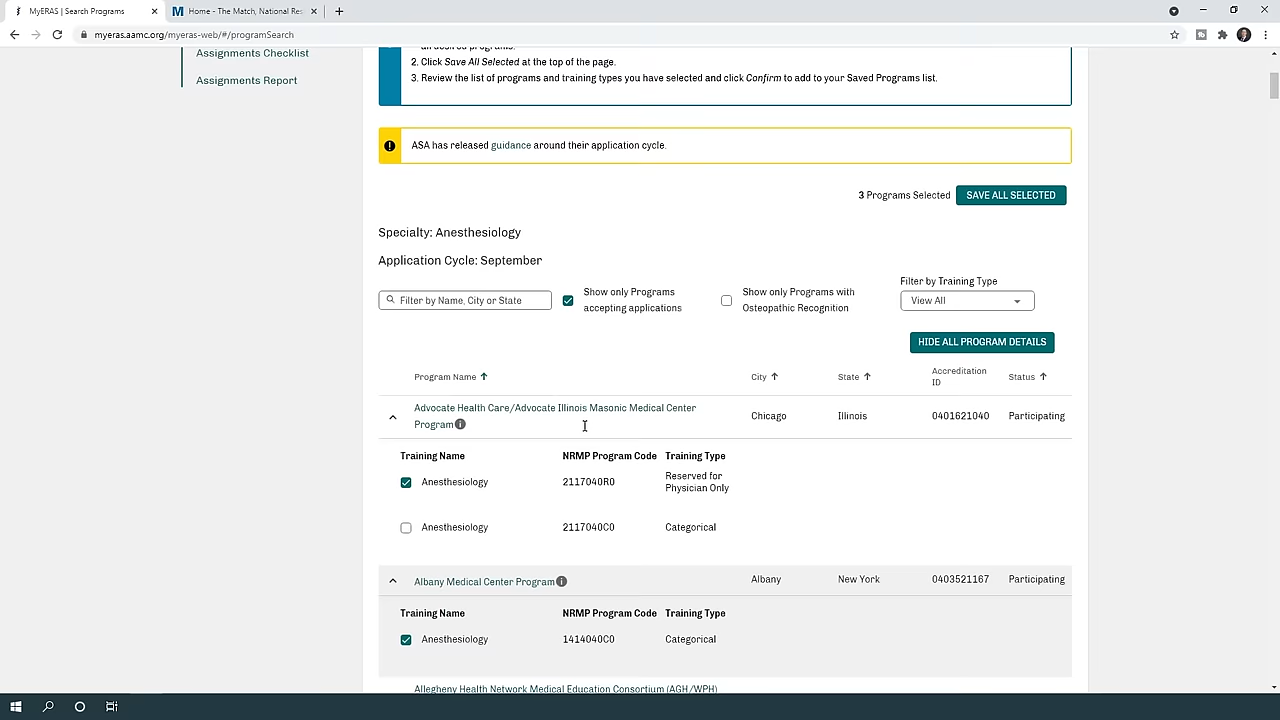 MyERAS | Search Programs
Home - The Match, National Res
myeras.aamc.org/myeras-web/#/programSearch
Assignments Checklist
Assignments Report
all desired programs.
2. Click Save All Selected at the top of the page.
3. Review the list of programs and training types you have selected and click Confirm to add to your Saved Programs list.
ASA has released guidance around their application cycle.
3 Programs Selected SAVE ALL SELECTED
Specialty: Anesthesiology
Application Cycle: September
Filter by Name, City or State
Show only Programs
accepting applications
Show only Programs with
Osteopathic Recognition
Filter by Training Type
View All
HIDE ALL PROGRAM DETAILS
Program Name City State Accreditation
ID Status
Advocate Health Care/Advocate Illinois Masonic Medical Center
Program Chicago Illinois 0401621040 Participating
Training Name NRMP Program Code Training Type
Anesthesiology 2117040R0 Reserved for
Physician Only
Anesthesiology 2117040C0 Categorical
Albany Medical Center Program Albany New York 0403521167 Participating
Training Name NRMP Program Code Training Type
Anesthesiology 1414040C0 Categorical
Allegheny Health Network Medical Education Consortium (AGH/WPH)